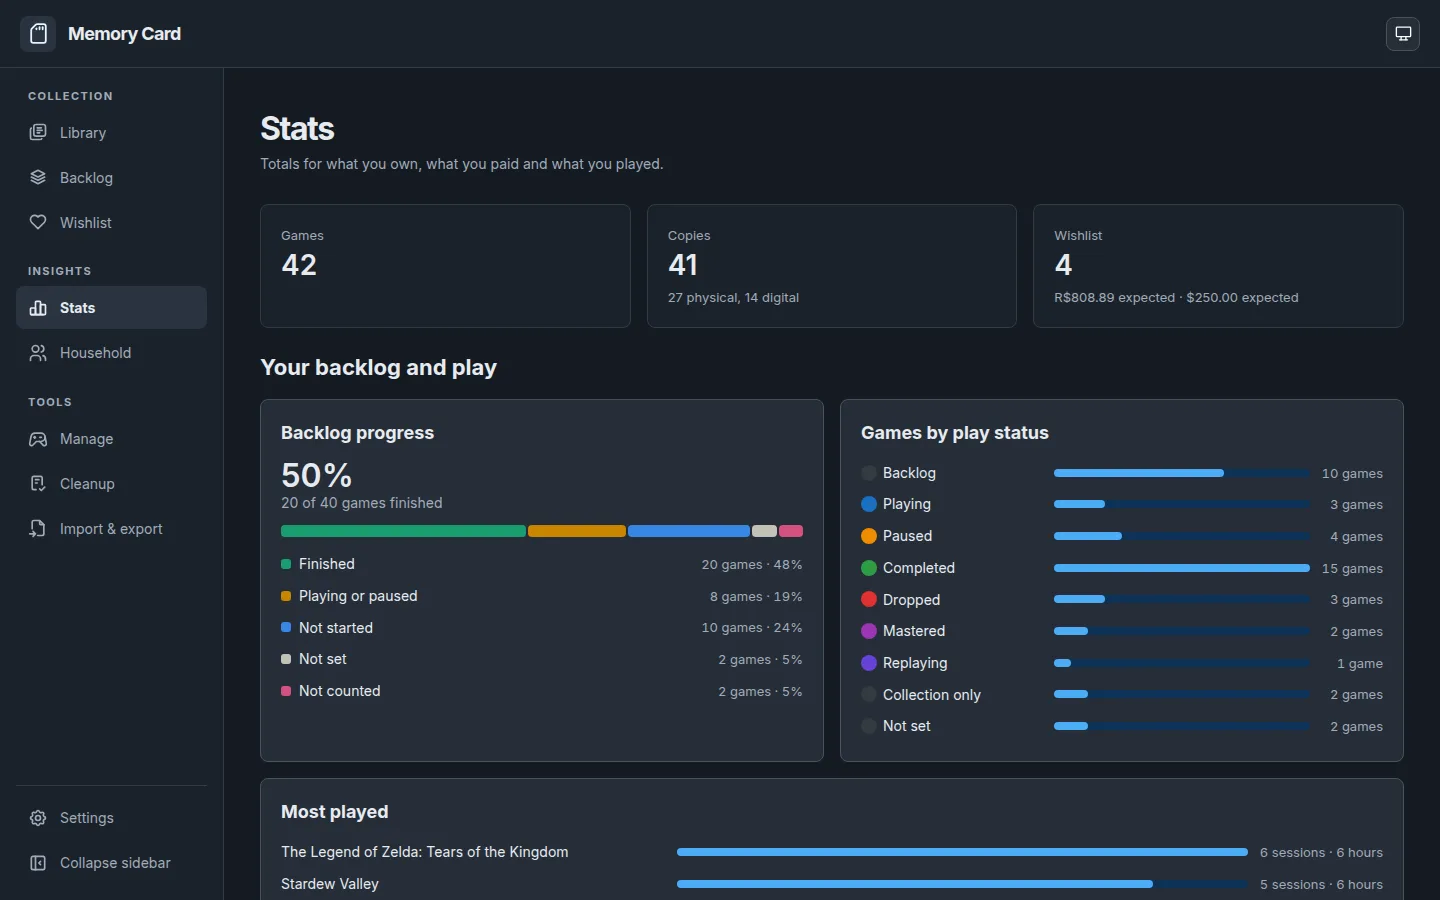 Memory Card
COLLECTION
Library
Backlog
Wishlist
INSIGHTS
Stats
Household
TOOLS
Manage
Cleanup
Import & export
Settings
Collapse sidebar
Stats
Totals for what you own, what you paid and what you played.
Games
42
Copies
41
27 physical, 14 digital
Wishlist
4
R$808.89 expected · $250.00 expected
Your backlog and play
Backlog progress
50%
20 of 40 games finished
Finished 20 games · 48%
Playing or paused 8 games · 19%
Not started 10 games · 24%
Not set 2 games · 5%
Not counted 2 games · 5%
Games by play status
Backlog 10 games
Playing 3 games
Paused 4 games
Completed 15 games
Dropped 3 games
Mastered 2 games
Replaying 1 game
Collection only 2 games
Not set 2 games
Most played
The Legend of Zelda: Tears of the Kingdom 6 sessions · 6 hours
Stardew Valley 5 sessions · 6 hours